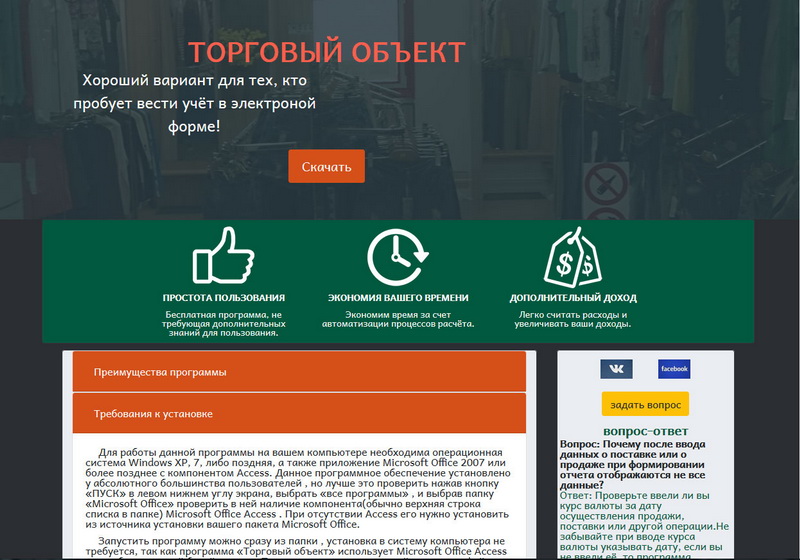 ТОРГОВЫЙ ОБЪЕКТ
Хороший вариант для тех, кто
пробует вести учёт в электроной
форме!
Скачать
ПРОСТОТА ПОЛЬЗОВАНИЯ
Бесплатная программа, не
требующая дополнительных
знаний для пользования.
ЭКОНОМИЯ ВАШЕГО ВРЕМЕНИ
Экономим время за счет
автоматизации процессов расчёта.
ДОПОЛНИТЕЛЬНЫЙ ДОХОД
Легко считать расходы и
увеличивать ваши доходы.
Преимущества программы
Требования к установке
Для работы данной программы на вашем компьютере необходима операционная
система Windows XP, 7, либо поздняя, а также приложение Microsoft Office 2007 или
более позднее с компонентом Access. Данное программное обеспечение установлено
у абсолютного большинства пользователей , но лучше это проверить нажав кнопку
«ПУСК» в левом нижнем углу экрана, выбрать «все программы» , и выбрав папку
«Microsoft Office» проверить в ней наличие компонента(обычно верхняя строка
списка в папке) Microsoft Office Access . При отсутствии Access его нужно установить
из источника установки вашего пакета Microsoft Office.
Запустить программу можно сразу из папки , установка в систему компьютера не
требуется, так как программа «Торговый объект» использует Microsoft Office Access
VK
facebook
задать вопрос
вопрос-ответ
Вопрос: Почему после ввода
данных о поставке или о
продаже при формировании
отчета отображаются не все
данные?
Ответ: Проверьте ввели ли вы
курс валюты за дату
осуществления продажи,
поставки или другой операции.Не
забывайте при вводе курса
валюты указывать дату, если вы
не ввели её, то программа